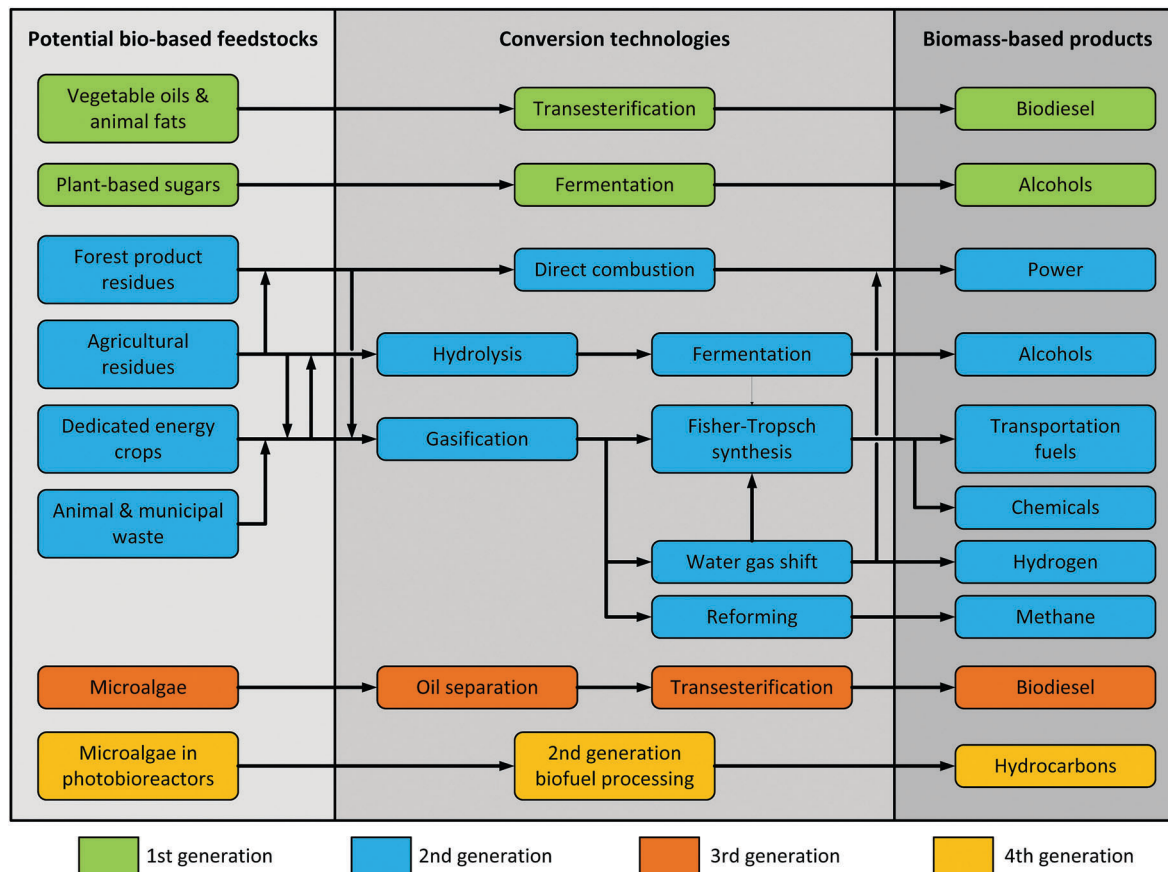 Potential bio-based feedstocks
Conversion technologies
Biomass-based products
Vegetable oils &
animal fats
Transesterification
Biodiesel
Plant-based sugars
Fermentation
Alcohols
Forest product
residues
Direct combustion
Power
Agricultural
residues
Hydrolysis
Fermentation
Alcohols
Dedicated energy
crops
Gasification
Fisher-Tropsch
synthesis
Transportation
fuels
Animal & municipal
waste
Chemicals
Water gas shift
Hydrogen
Reforming
Methane
Microalgae
Oil separation
Transesterification
Biodiesel
Microalgae in
photobioreactors
2nd generation
biofuel processing
Hydrocarbons
1st generation
2nd generation
3rd generation
4th generation